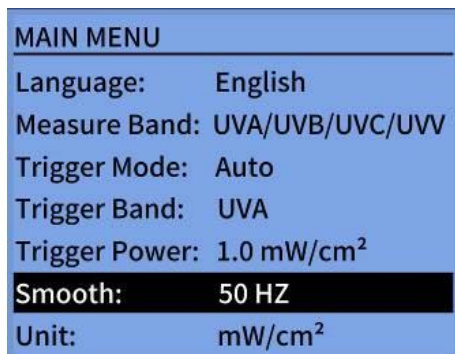 MAIN MENU
Language: English
Measure Band: UVA/UVB/UVC/UVV
Trigger Mode: Auto
Trigger Band: UVA
Trigger Power: 1.0 mW/cm²
Smooth: 50 HZ
Unit: mW/cm²